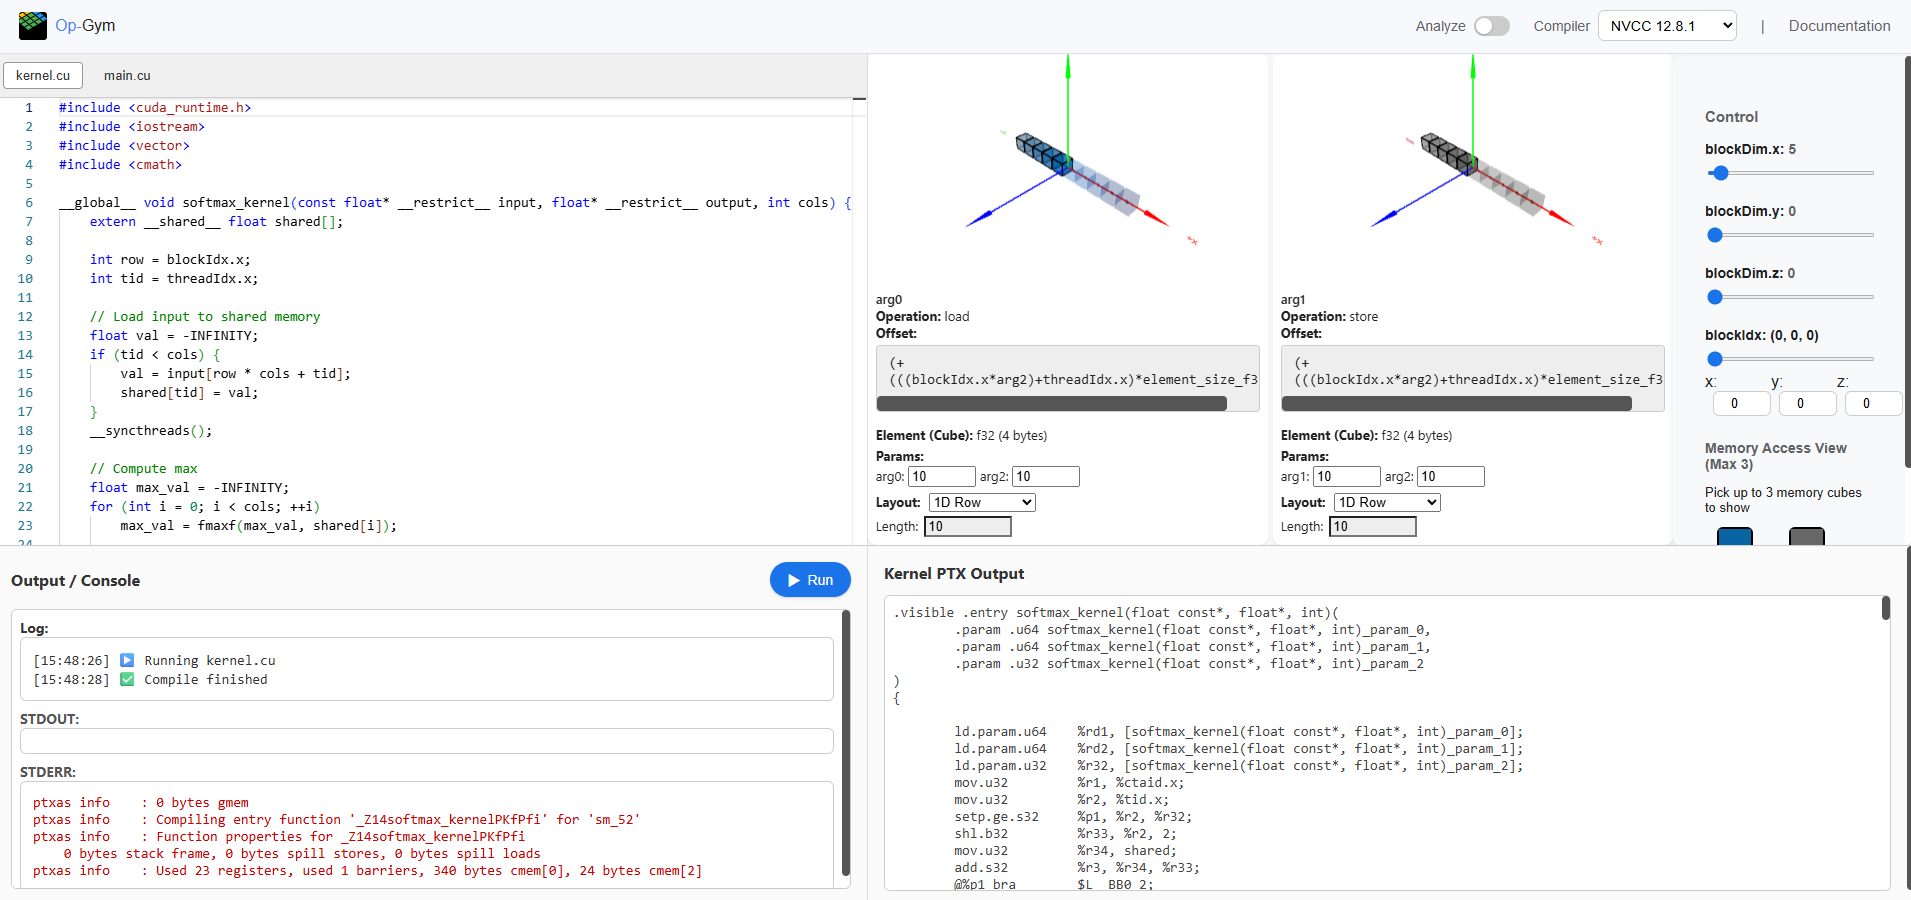 Op-Gym
Analyze
Compiler
NVCC 12.8.1
|
Documentation
kernel.cu
main.cu
1 #include <cuda_runtime.h>
2 #include <iostream>
3 #include <vector>
4 #include <cmath>
5
6 __global__ void softmax_kernel(const float* __restrict__ input, float* __restrict__ output, int cols) {
7 extern __shared__ float shared[];
8
9 int row = blockIdx.x;
10 int tid = threadIdx.x;
11
12 // Load input to shared memory
13 float val = -INFINITY;
14 if (tid < cols) {
15 val = input[row * cols + tid];
16 shared[tid] = val;
17 }
18 __syncthreads();
19
20 // Compute max
21 float max_val = -INFINITY;
22 for (int i = 0; i < cols; ++i)
23 max_val = fmaxf(max_val, shared[i]);
24
+x
arg0
Operation: load
Offset:
(+
(((blockIdx.x*arg2)+threadIdx.x)*element_size_f3
Element (Cube): f32 (4 bytes)
Params:
arg0: 10 arg2: 10
Layout: 1D Row
Length: 10
+x
arg1
Operation: store
Offset:
(+
(((blockIdx.x*arg2)+threadIdx.x)*element_size_f3
Element (Cube): f32 (4 bytes)
Params:
arg1: 10 arg2: 10
Layout: 1D Row
Length: 10
Control
blockDim.x: 5
blockDim.y: 0
blockDim.z: 0
blockIdx: (0, 0, 0)
x: y: z:
0 0 0
Memory Access View
(Max 3)
Pick up to 3 memory cubes
to show
Output / Console
Run
Log:
[15:48:26] Running kernel.cu
[15:48:28] Compile finished
STDOUT:
STDERR:
ptxas info : 0 bytes gmem
ptxas info : Compiling entry function '_Z14softmax_kernelPKfPfi' for 'sm_52'
ptxas info : Function properties for _Z14softmax_kernelPKfPfi
0 bytes stack frame, 0 bytes spill stores, 0 bytes spill loads
ptxas info : Used 23 registers, used 1 barriers, 340 bytes cmem[0], 24 bytes cmem[2]
Kernel PTX Output
.visible .entry softmax_kernel(float const*, float*, int)(
.param .u64 softmax_kernel(float const*, float*, int)_param_0,
.param .u64 softmax_kernel(float const*, float*, int)_param_1,
.param .u32 softmax_kernel(float const*, float*, int)_param_2
)
{
ld.param.u64 %rd1, [softmax_kernel(float const*, float*, int)_param_0];
ld.param.u64 %rd2, [softmax_kernel(float const*, float*, int)_param_1];
ld.param.u32 %r32, [softmax_kernel(float const*, float*, int)_param_2];
mov.u32 %r1, %ctaid.x;
mov.u32 %r2, %tid.x;
setp.ge.s32 %p1, %r2, %r32;
shl.b32 %r33, %r2, 2;
mov.u32 %r34, shared;
add.s32 %r3, %r34, %r33;
@%p1 bra $L__BB0_2;